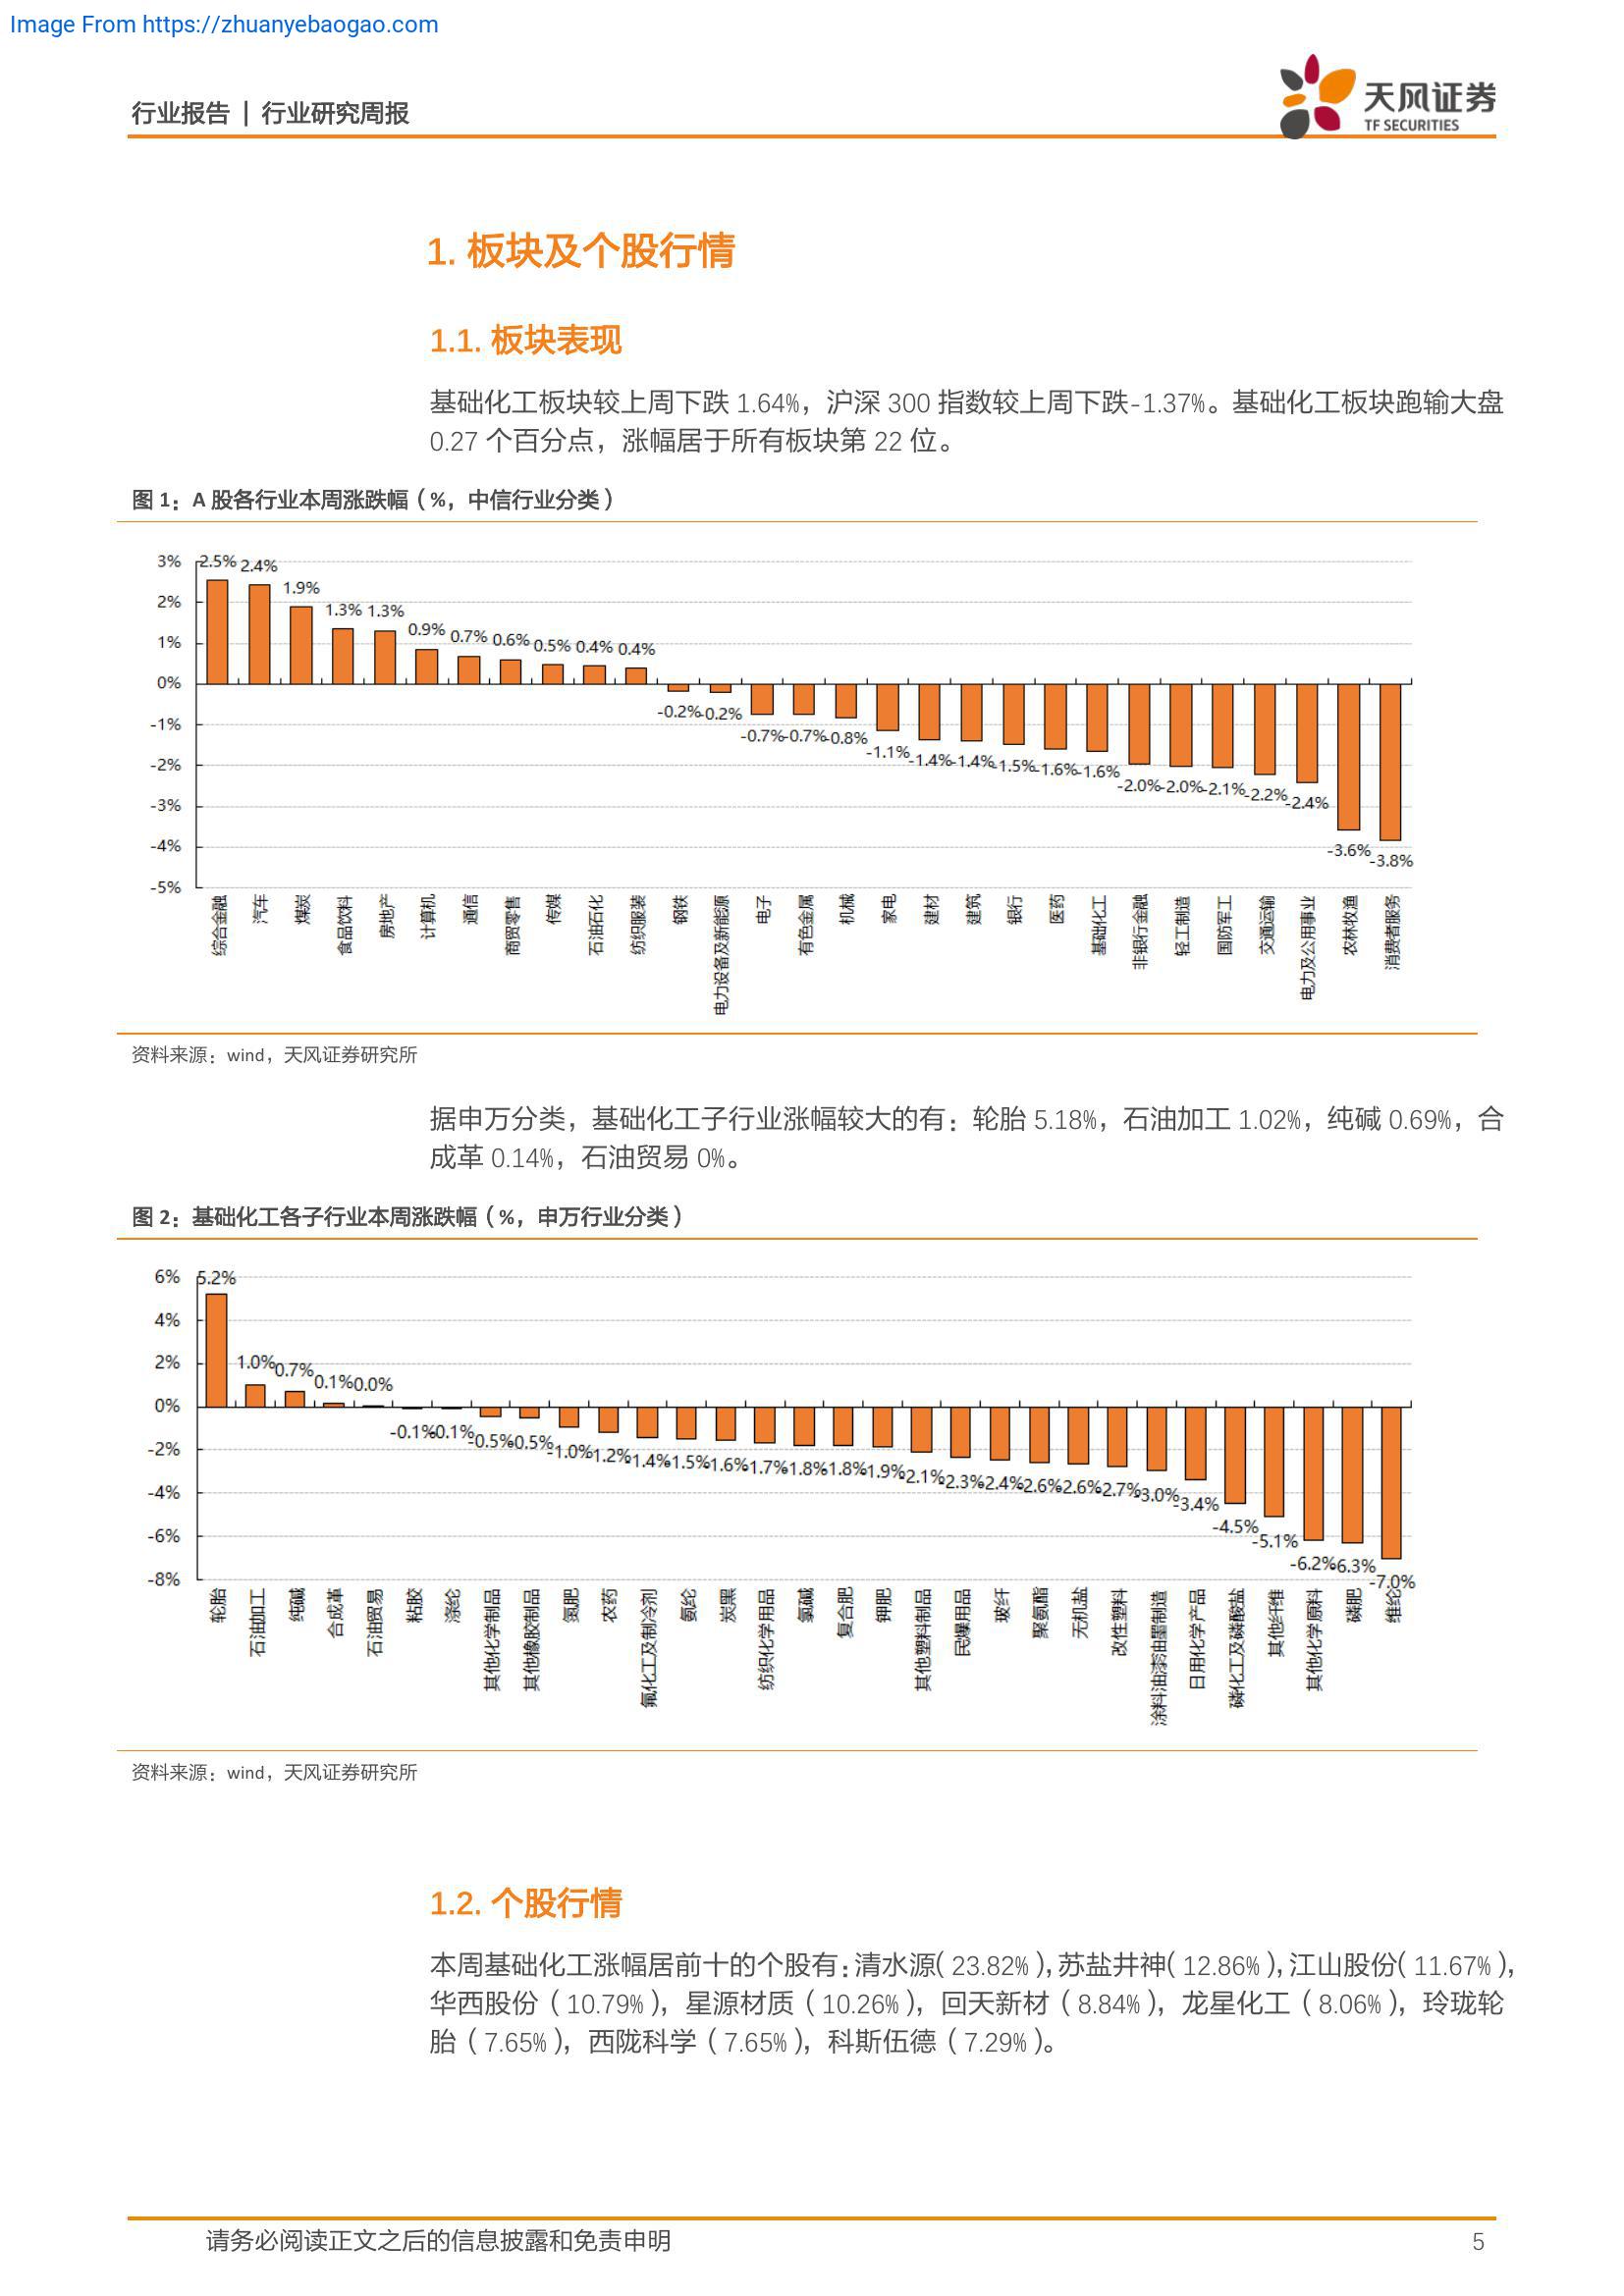 Image From https://zhuanyebaogao.com
行业报告 | 行业研究周报
天风证券
TF SECURITIES
1. 板块及个股行情
1.1. 板块表现
基础化工板块较上周下跌 1.64%，沪深 300 指数较上周下跌-1.37%。基础化工板块跑输大盘
0.27 个百分点，涨幅居于所有板块第 22 位。
图 1：A 股各行业本周涨跌幅（%，中信行业分类）
3%
2%
1%
0%
-1%
-2%
-3%
-4%
-5%
2.5% 2.4% 1.9% 1.3% 1.3% 0.9% 0.7% 0.6% 0.5% 0.4% 0.4% -0.2% -0.2% -0.7% -0.7% -0.8% -1.1% -1.4% -1.4% -1.5% -1.6% -1.6% -2.0% -2.0% -2.1% -2.2% -2.4% -3.6% -3.8%
综合金融
汽车
煤炭
食品饮料
房地产
计算机
通信
商贸零售
传媒
石油石化
纺织服装
钢铁
电力设备及新能源
电子
有色金属
机械
家电
建材
建筑
银行
医药
基础化工
非银行金融
轻工制造
国防军工
交通运输
电力及公用事业
农林牧渔
消费者服务
资料来源：wind，天风证券研究所
据申万分类，基础化工子行业涨幅较大的有：轮胎 5.18%，石油加工 1.02%，纯碱 0.69%，合
成革 0.14%，石油贸易 0%。
图 2：基础化工各子行业本周涨跌幅（%，申万行业分类）
6%
4%
2%
0%
-2%
-4%
-6%
-8%
5.2% 1.0% 0.7% 0.1% 0.0% -0.1% -0.1% -0.5% -0.5% -1.0% -1.2% -1.4% -1.5% -1.6% -1.7% -1.8% -1.8% -1.9% -2.1% -2.3% -2.4% -2.6% -2.6% -2.7% -3.0% -3.4% -4.5% -5.1% -6.2% -6.3% -7.0%
轮胎
石油加工
纯碱
合成革
石油贸易
粘胶
涤纶
其他化学制品
其他橡胶制品
氮肥
农药
氟化工及制冷剂
氨纶
炭黑
纺织化学用品
氯碱
复合肥
钾肥
其他塑料制品
民爆用品
玻纤
聚氨酯
无机盐
改性塑料
涂料油漆油墨制造
日用化学产品
磷化工及磷酸盐
其他纤维
其他化学原料
磷肥
维纶
资料来源：wind，天风证券研究所
1.2. 个股行情
本周基础化工涨幅居前十的个股有：清水源（23.82%），苏盐井神（12.86%），江山股份（11.67%），
华西股份（10.79%），星源材质（10.26%），回天新材（8.84%），龙星化工（8.06%），玲珑轮
胎（7.65%），西陇科学（7.65%），科斯伍德（7.29%）。
请务必阅读正文之后的信息披露和免责申明
5